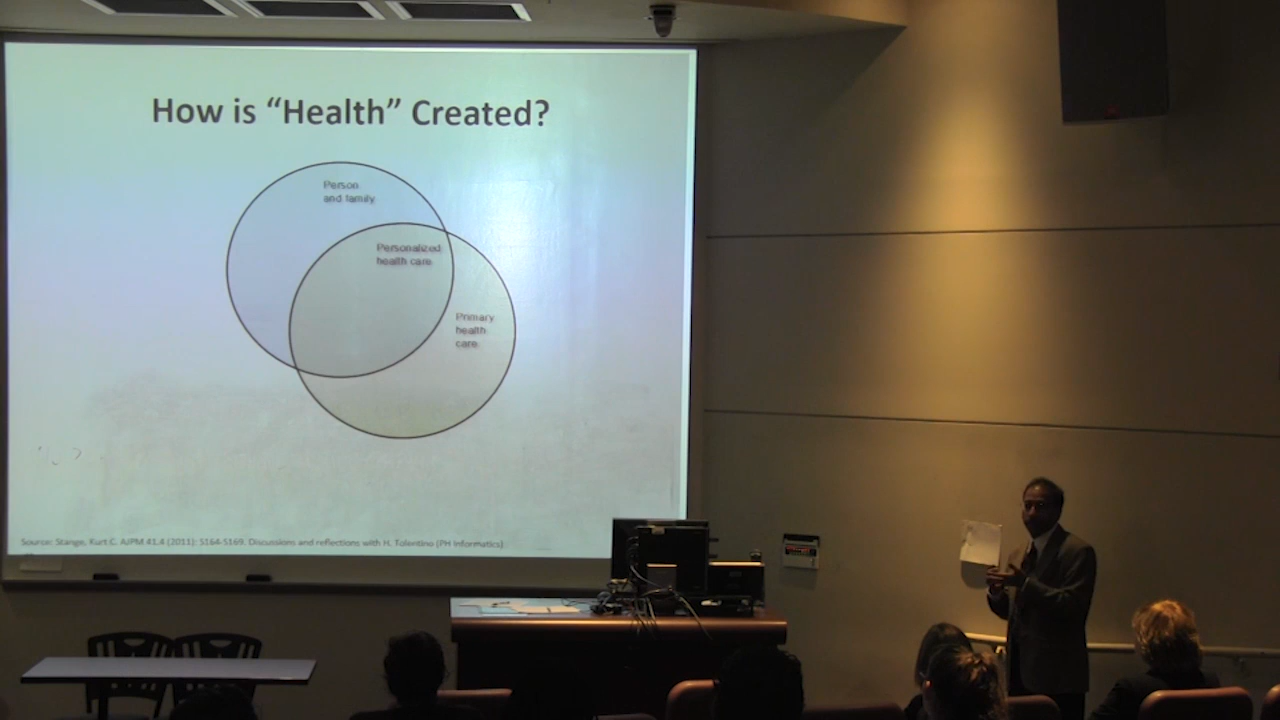 How is “Health” Created?
Person
and family
Personalized
health care
Primary
health
care
Source: Stange, Kurt C. AJPM 41.4 (2011): S164-S169. Discussions and reflections with H. Tolentino (PH Informatics)